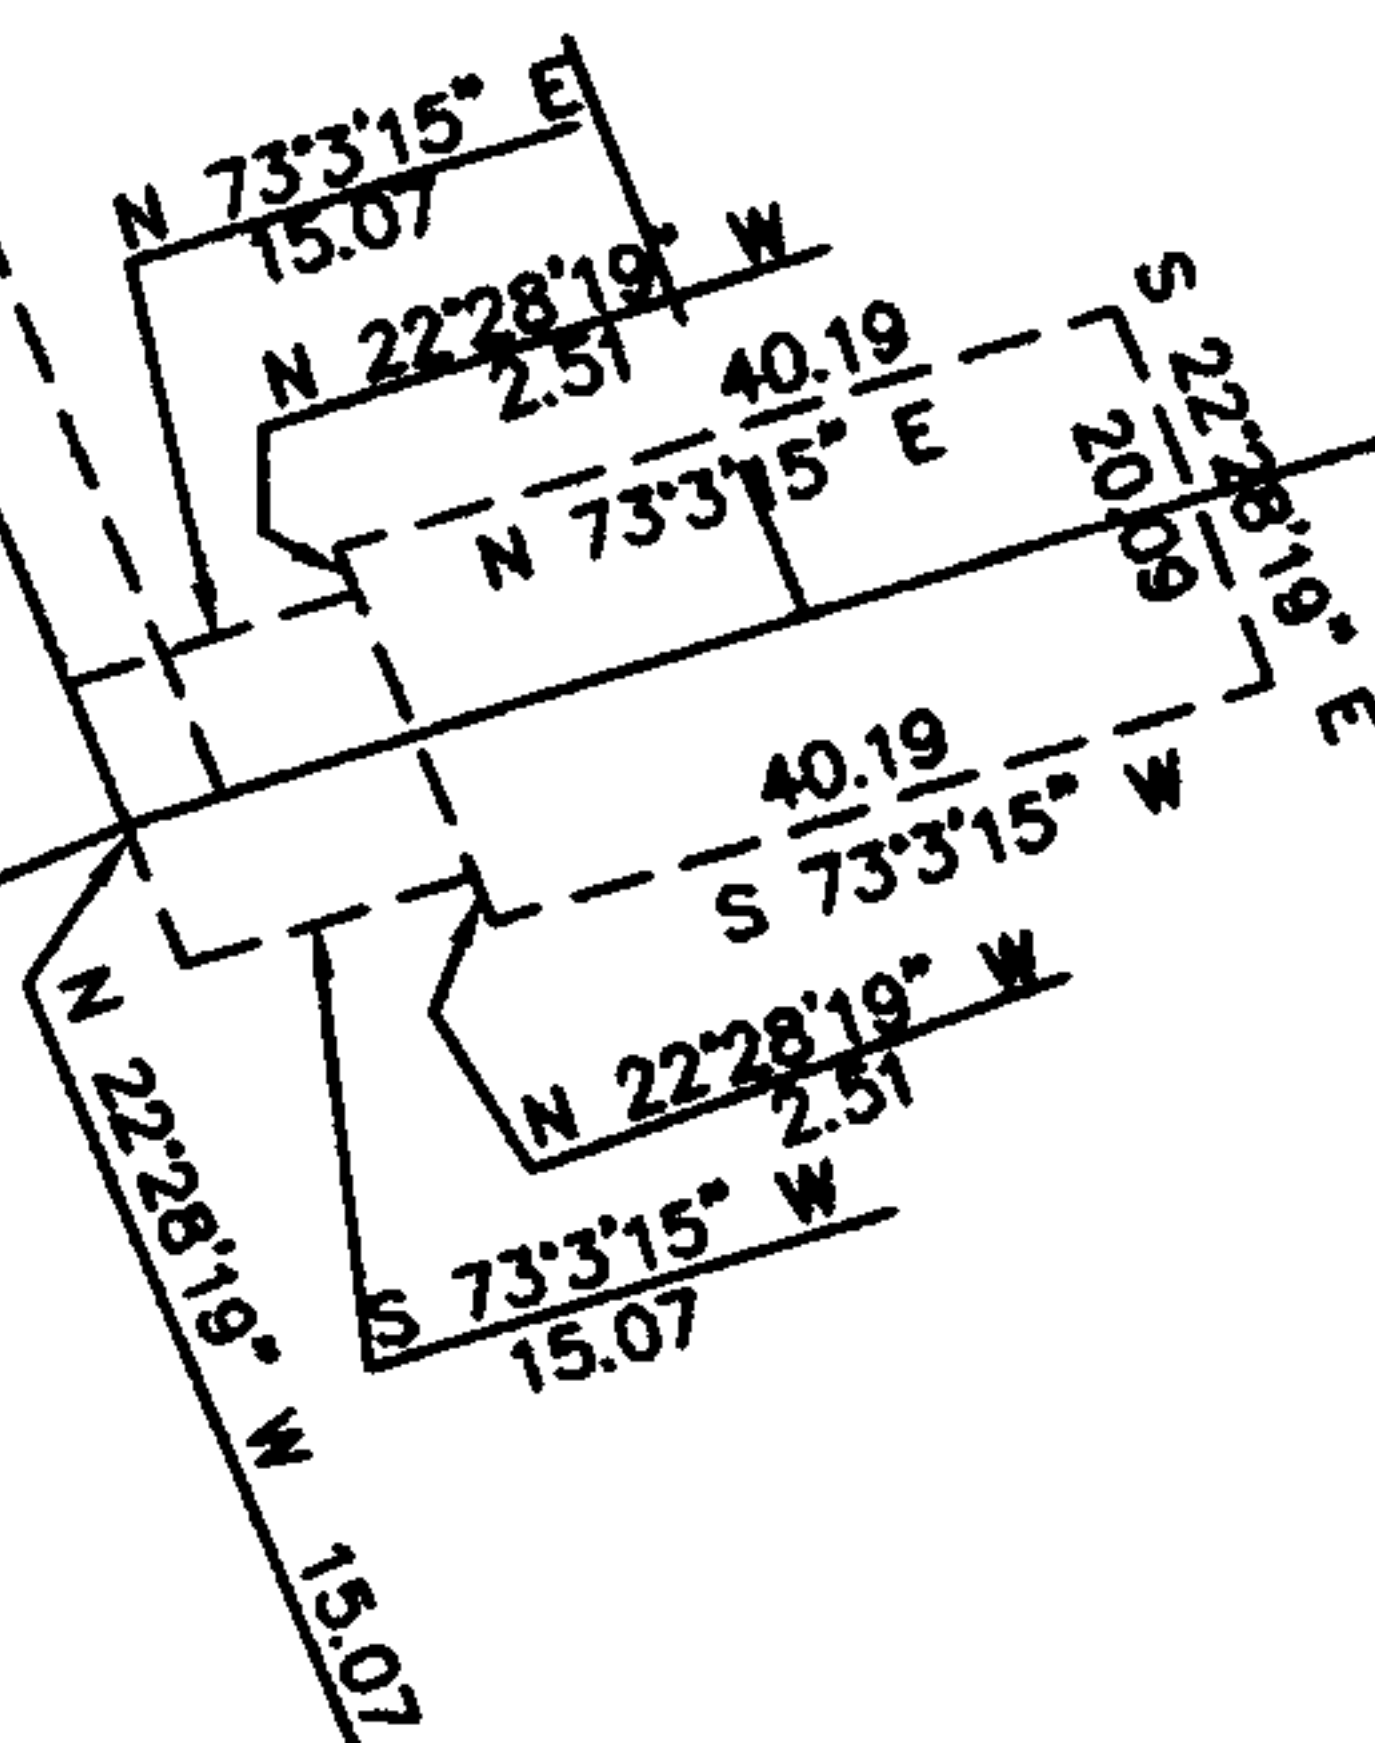 N 73°3'15" E
15.07
N 22°28'19" W
2.51
40.19
N 73°3'15" E
S 22°28'19" E
20.09
40.19
S 73°3'15" W
N 22°28'19" W
2.51
S 73°3'15" W
15.07
N 22°28'19" W 15.07